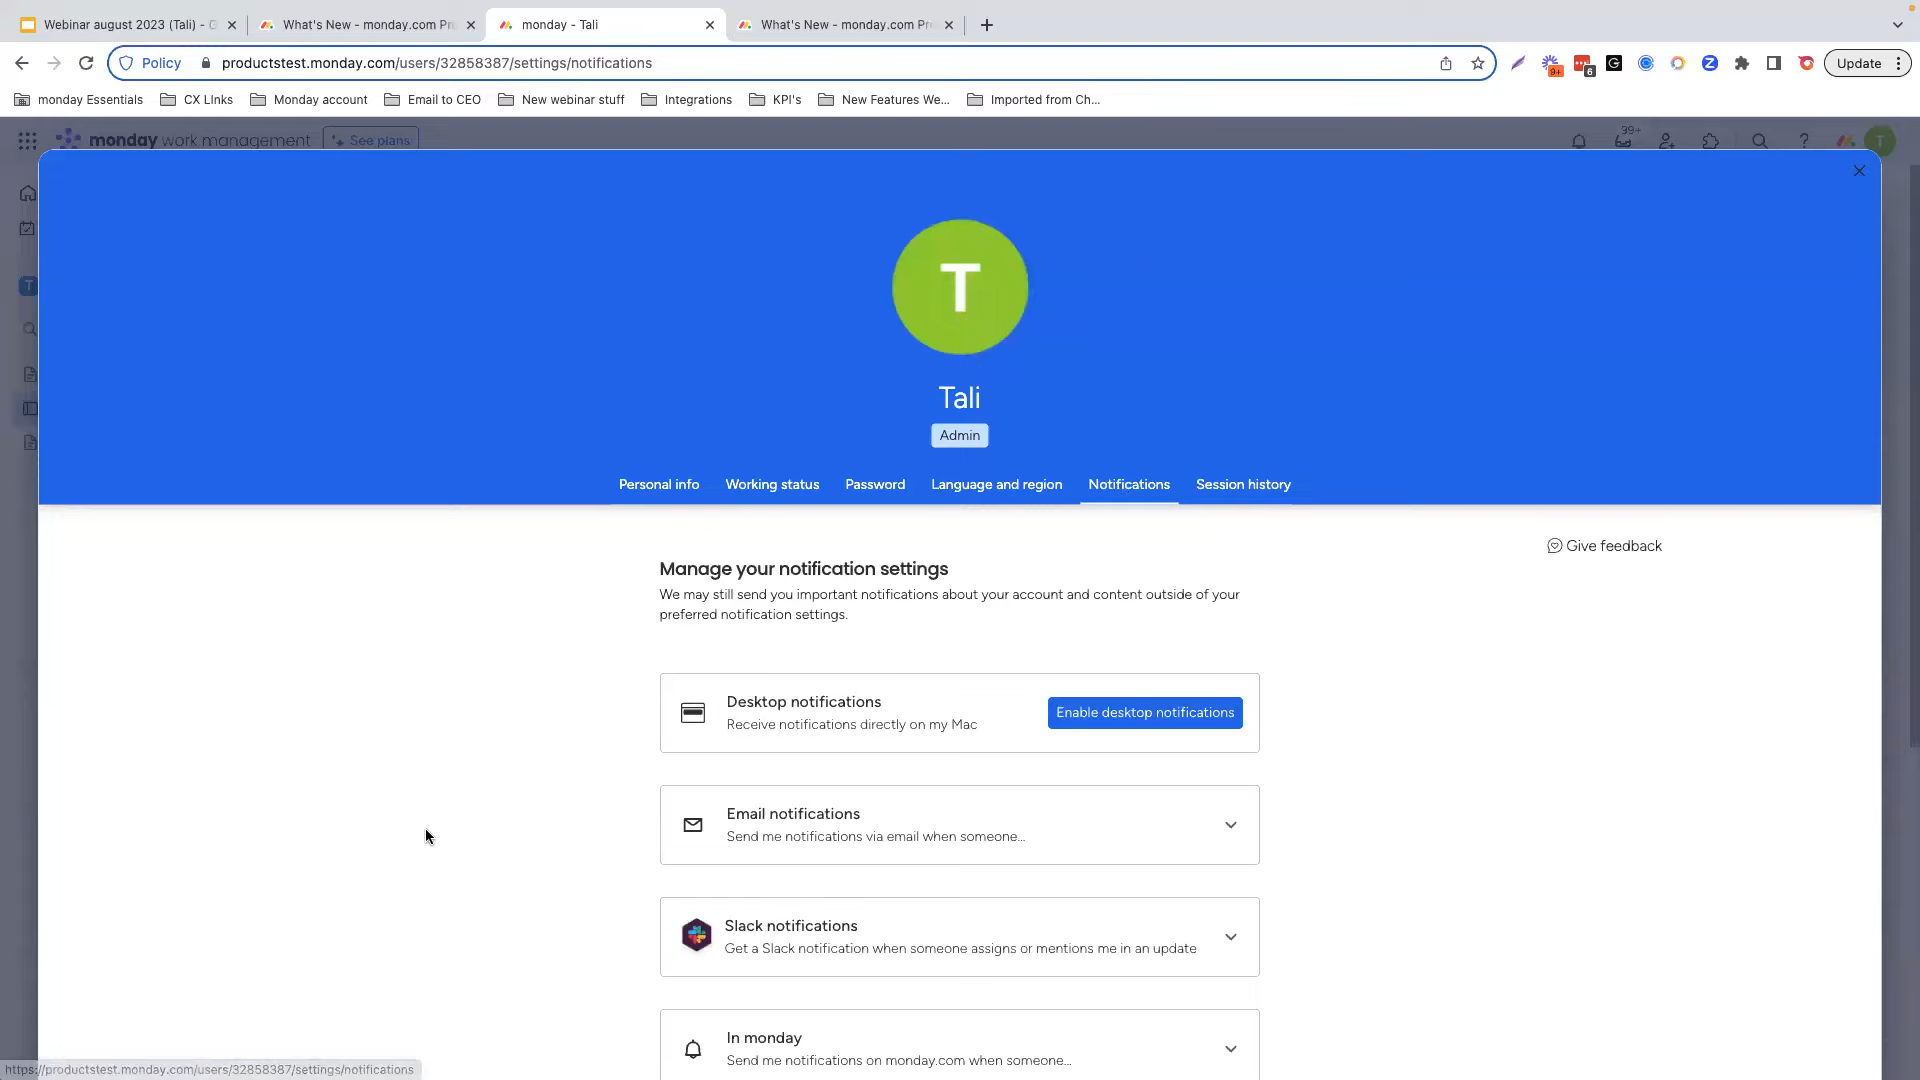 Webinar august 2023 (Tali) - G
What's New - monday.com Pr
monday - Tali
What's New - monday.com Pr
Policy
productstest.monday.com/users/32858387/settings/notifications
9+
6
Update
monday Essentials
CX LInks
Monday account
Email to CEO
New webinar stuff
Integrations
KPI's
New Features We...
Imported from Ch...
monday work management
See plans
99+
T
T
T
Tali
Admin
Personal info
Working status
Password
Language and region
Notifications
Session history
Give feedback
Manage your notification settings
We may still send you important notifications about your account and content outside of your
preferred notification settings.
Desktop notifications
Receive notifications directly on my Mac
Enable desktop notifications
Email notifications
Send me notifications via email when someone...
Slack notifications
Get a Slack notification when someone assigns or mentions me in an update
In monday
Send me notifications on monday.com when someone...
https://productstest.monday.com/users/32858387/settings/notifications